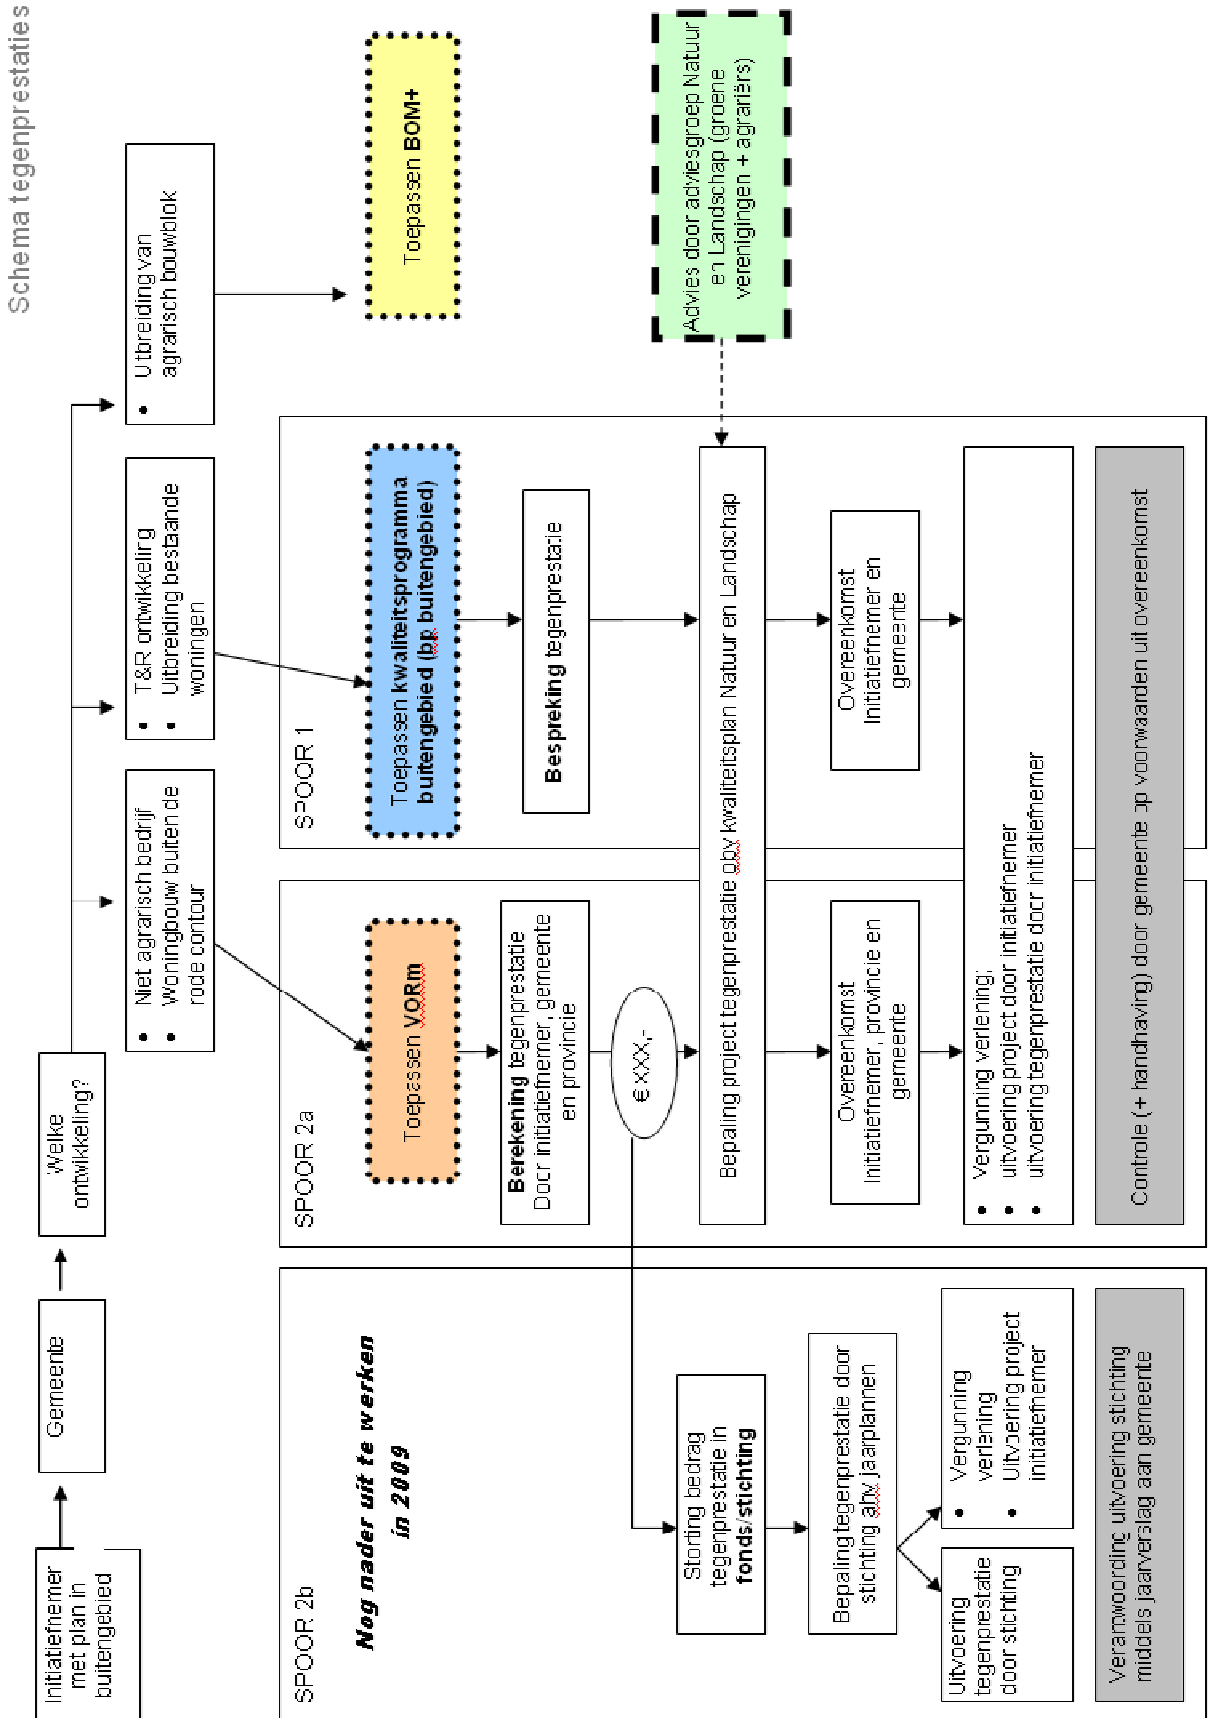 Schema tegenprestaties
Initiatiefnemer
met plan in
buitengebied
Gemeente
Welke
ontwikkeling?
• Niet agrarisch bedrijf
• Woningbouw buiten de
rode contour
• T&R ontwikkeling
• Uitbreiding bestaande
woningen
• Uitbreiding van
agrarisch bouwblok
SPOOR 2b
Nog nader uit te werken
in 2009
Storting bedrag
tegenprestatie in
fonds/stichting
Bepaling tegenprestatie door
stichting ahv jaarplannen
Uitvoering
tegenprestatie
door stichting
• Vergunning
verlening
• Uitvoering project
initiatiefnemer
Verantwoording uitvoering stichting
middels jaarverslag aan gemeente
SPOOR 2a
Toepassen VORm
Berekening tegenprestatie
Door initiatiefnemer, gemeente
en provincie
€ xxx,-
SPOOR 1
Toepassen kwaliteitsprogramma
buitengebied (bp buitengebied)
Bespreking tegenprestatie
Bepaling project tegenprestatie obv kwaliteitsplan Natuur en Landschap
Overeenkomst
Initiatiefnemer, provincie en
gemeente
Overeenkomst
Initiatiefnemer en
gemeente
• Vergunning verlening:
• uitvoering project door initiatiefnemer
• uitvoering tegenprestatie door initiatiefnemer
Controle (+ handhaving) door gemeente op voorwaarden uit overeenkomst
Toepassen BOM+
Advies door adviesgroep Natuur
en Landschap (groene
verenigingen + agrariërs)